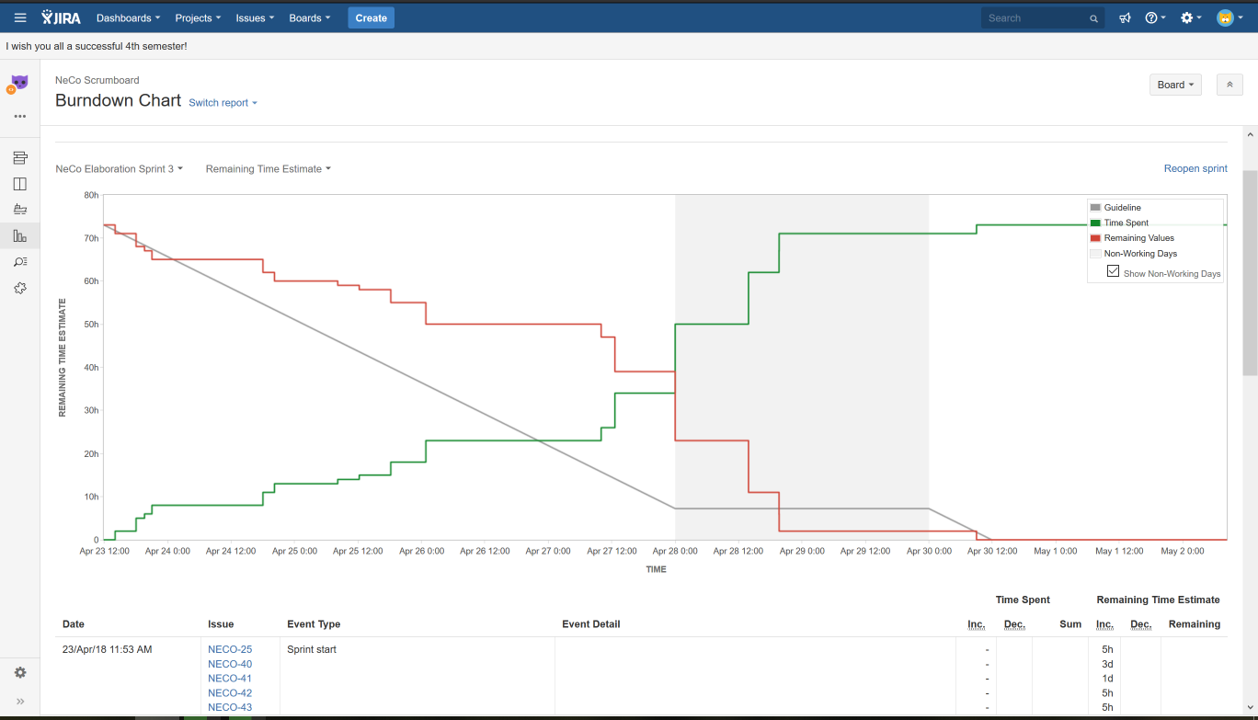 JIRA Dashboards Projects Issues Boards Create Search
I wish you all a successful 4th semester!
NeCo Scrumboard
Burndown Chart Switch report
Board
NeCo Elaboration Sprint 3 Remaining Time Estimate Reopen sprint
REMAINING TIME ESTIMATE
80h
70h
60h
50h
40h
30h
20h
10h
0
Guideline
Time Spent
Remaining Values
Non-Working Days
Show Non-Working Days
Apr 23 12:00 Apr 24 0:00 Apr 24 12:00 Apr 25 0:00 Apr 25 12:00 Apr 26 0:00 Apr 26 12:00 Apr 27 0:00 Apr 27 12:00 Apr 28 0:00 Apr 28 12:00 Apr 29 0:00 Apr 29 12:00 Apr 30 0:00 Apr 30 12:00 May 1 0:00 May 1 12:00 May 2 0:00
TIME
Time Spent Remaining Time Estimate
Date Issue Event Type Event Detail Inc. Dec. Sum Inc. Dec. Remaining
23/Apr/18 11:53 AM NECO-25 Sprint start - 5h
NECO-40 - 3d
NECO-41 - 1d
NECO-42 - 5h
NECO-43 - 5h